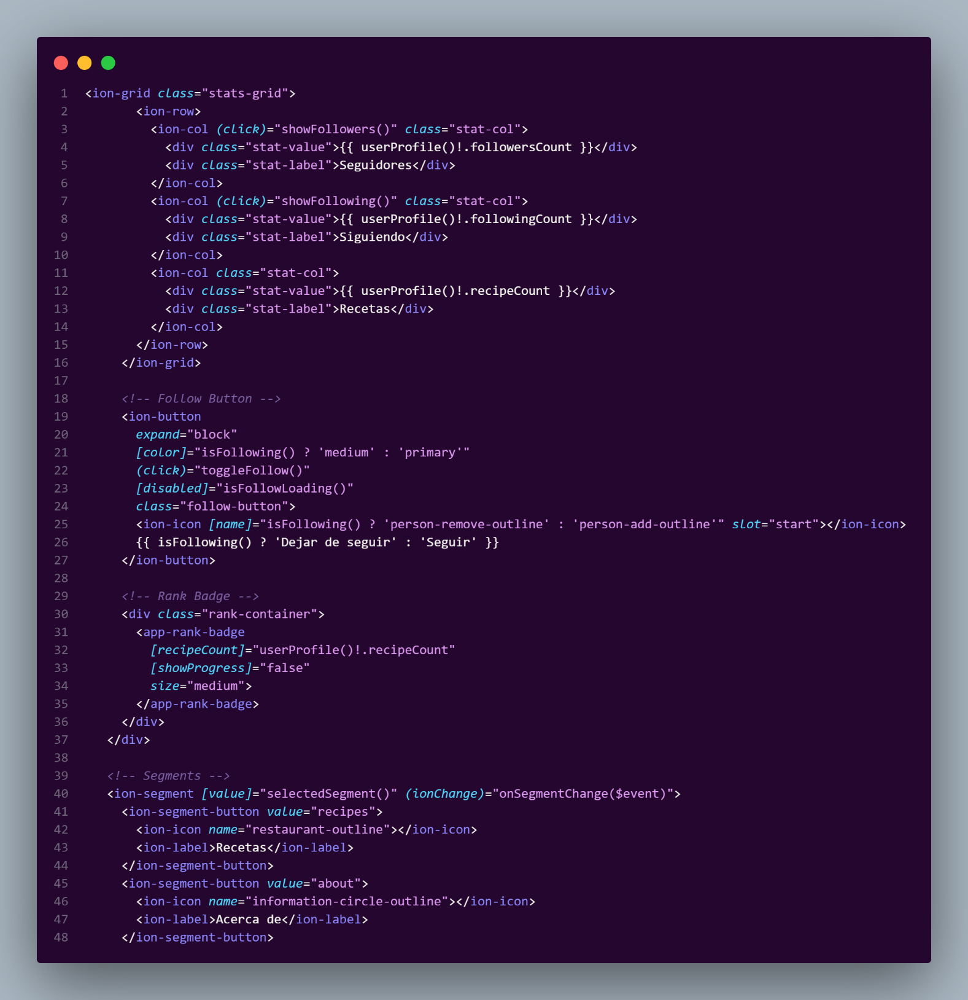 1 <ion-grid class="stats-grid">
2 <ion-row>
3 <ion-col (click)="showFollowers()" class="stat-col">
4 <div class="stat-value">{{ userProfile()!.followersCount }}</div>
5 <div class="stat-label">Seguidores</div>
6 </ion-col>
7 <ion-col (click)="showFollowing()" class="stat-col">
8 <div class="stat-value">{{ userProfile()!.followingCount }}</div>
9 <div class="stat-label">Siguiendo</div>
10 </ion-col>
11 <ion-col class="stat-col">
12 <div class="stat-value">{{ userProfile()!.recipeCount }}</div>
13 <div class="stat-label">Recetas</div>
14 </ion-col>
15 </ion-row>
16 </ion-grid>
17
18 <!-- Follow Button -->
19 <ion-button
20 expand="block"
21 [color]="isFollowing() ? 'medium' : 'primary'"
22 (click)="toggleFollow()"
23 [disabled]="isFollowLoading()"
24 class="follow-button">
25 <ion-icon [name]="isFollowing() ? 'person-remove-outline' : 'person-add-outline'" slot="start"></ion-icon>
26 {{ isFollowing() ? 'Dejar de seguir' : 'Seguir' }}
27 </ion-button>
28
29 <!-- Rank Badge -->
30 <div class="rank-container">
31 <app-rank-badge
32 [recipeCount]="userProfile()!.recipeCount"
33 [showProgress]="false"
34 size="medium">
35 </app-rank-badge>
36 </div>
37 </div>
38
39 <!-- Segments -->
40 <ion-segment [value]="selectedSegment()" (ionChange)="onSegmentChange($event)">
41 <ion-segment-button value="recipes">
42 <ion-icon name="restaurant-outline"></ion-icon>
43 <ion-label>Recetas</ion-label>
44 </ion-segment-button>
45 <ion-segment-button value="about">
46 <ion-icon name="information-circle-outline"></ion-icon>
47 <ion-label>Acerca de</ion-label>
48 </ion-segment-button>